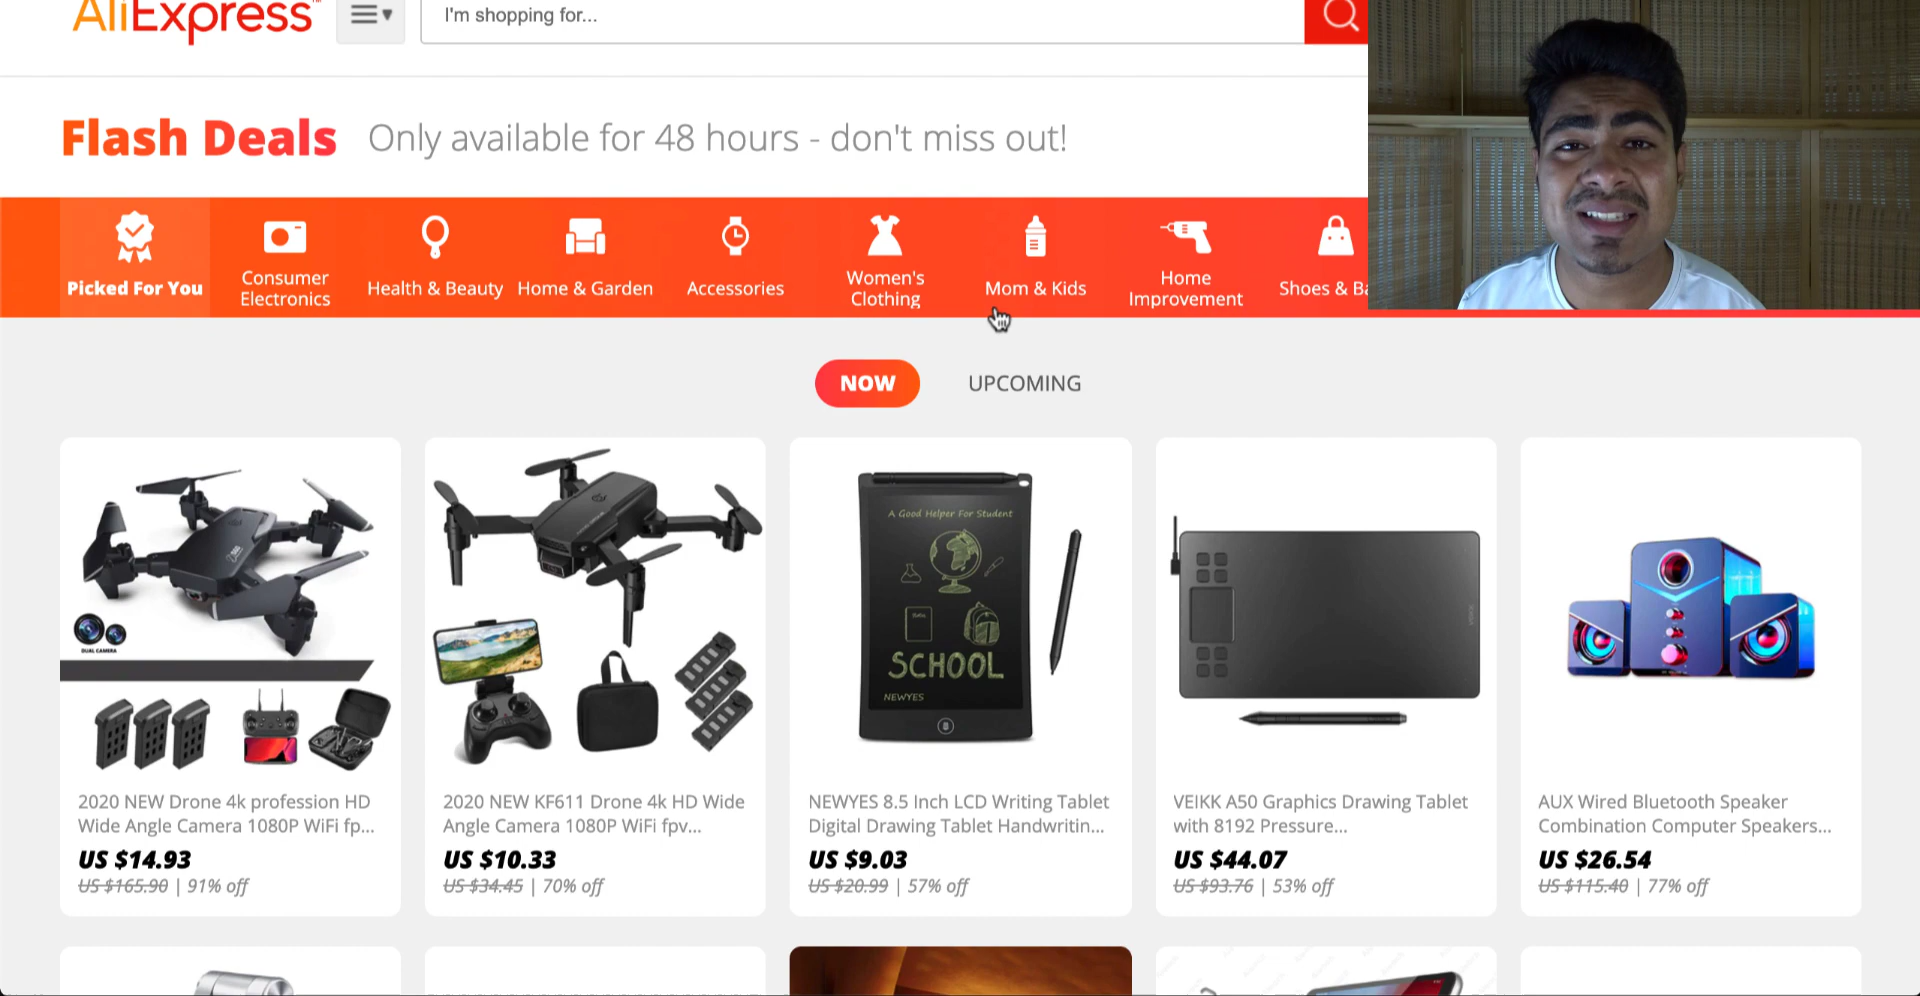 AliExpress™
I'm shopping for...
Flash Deals Only available for 48 hours - don't miss out!
Picked For You
Consumer
Electronics
Health & Beauty
Home & Garden
Accessories
Women's
Clothing
Mom & Kids
Home
Improvement
Shoes & Ba
NOW
UPCOMING
DUAL CAMERA
2020 NEW Drone 4k profession HD
Wide Angle Camera 1080P WiFi fp...
US $14.93
US $165.90 | 91% off
2020 NEW KF611 Drone 4k HD Wide
Angle Camera 1080P WiFi fpv...
US $10.33
US $34.45 | 70% off
A Good Helper For Student
SCHOOL
NEWYES
NEWYES 8.5 Inch LCD Writing Tablet
Digital Drawing Tablet Handwritin...
US $9.03
US $20.99 | 57% off
VEIKK A50 Graphics Drawing Tablet
with 8192 Pressure...
US $44.07
US $93.76 | 53% off
AUX Wired Bluetooth Speaker
Combination Computer Speakers...
US $26.54
US $115.40 | 77% off